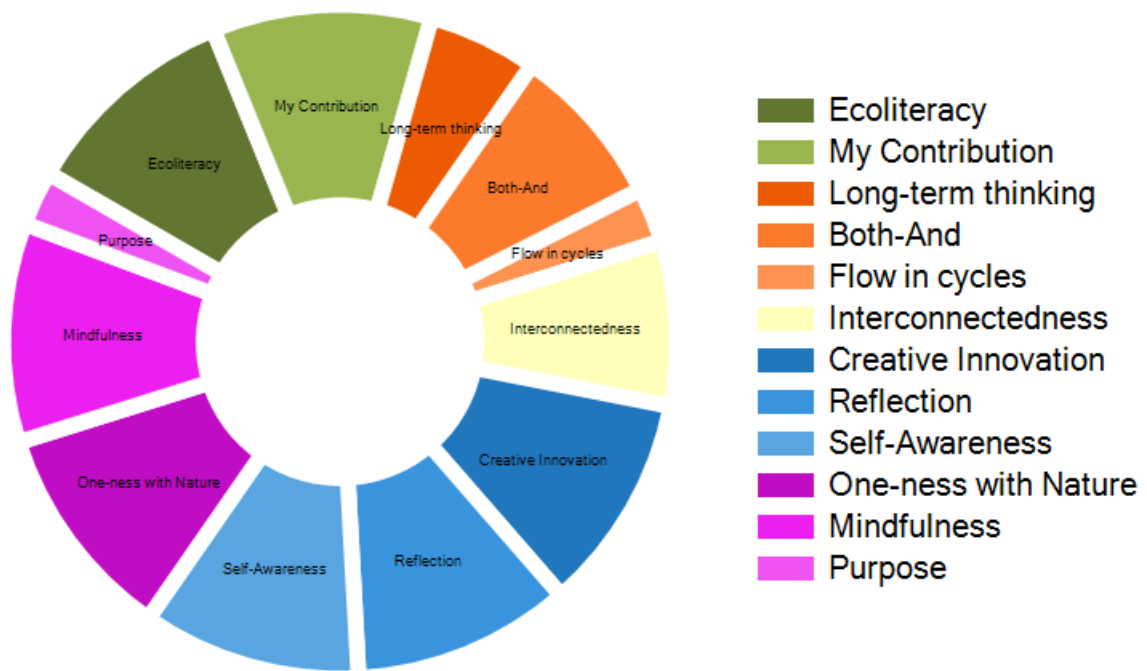 My Contribution
Long-term thinking
Ecoliteracy
Both-And
Purpose
Flow in cycles
Mindfulness
Interconnectedness
One-ness with Nature
Creative Innovation
Self-Awareness
Reflection
Ecoliteracy
My Contribution
Long-term thinking
Both-And
Flow in cycles
Interconnectedness
Creative Innovation
Reflection
Self-Awareness
One-ness with Nature
Mindfulness
Purpose